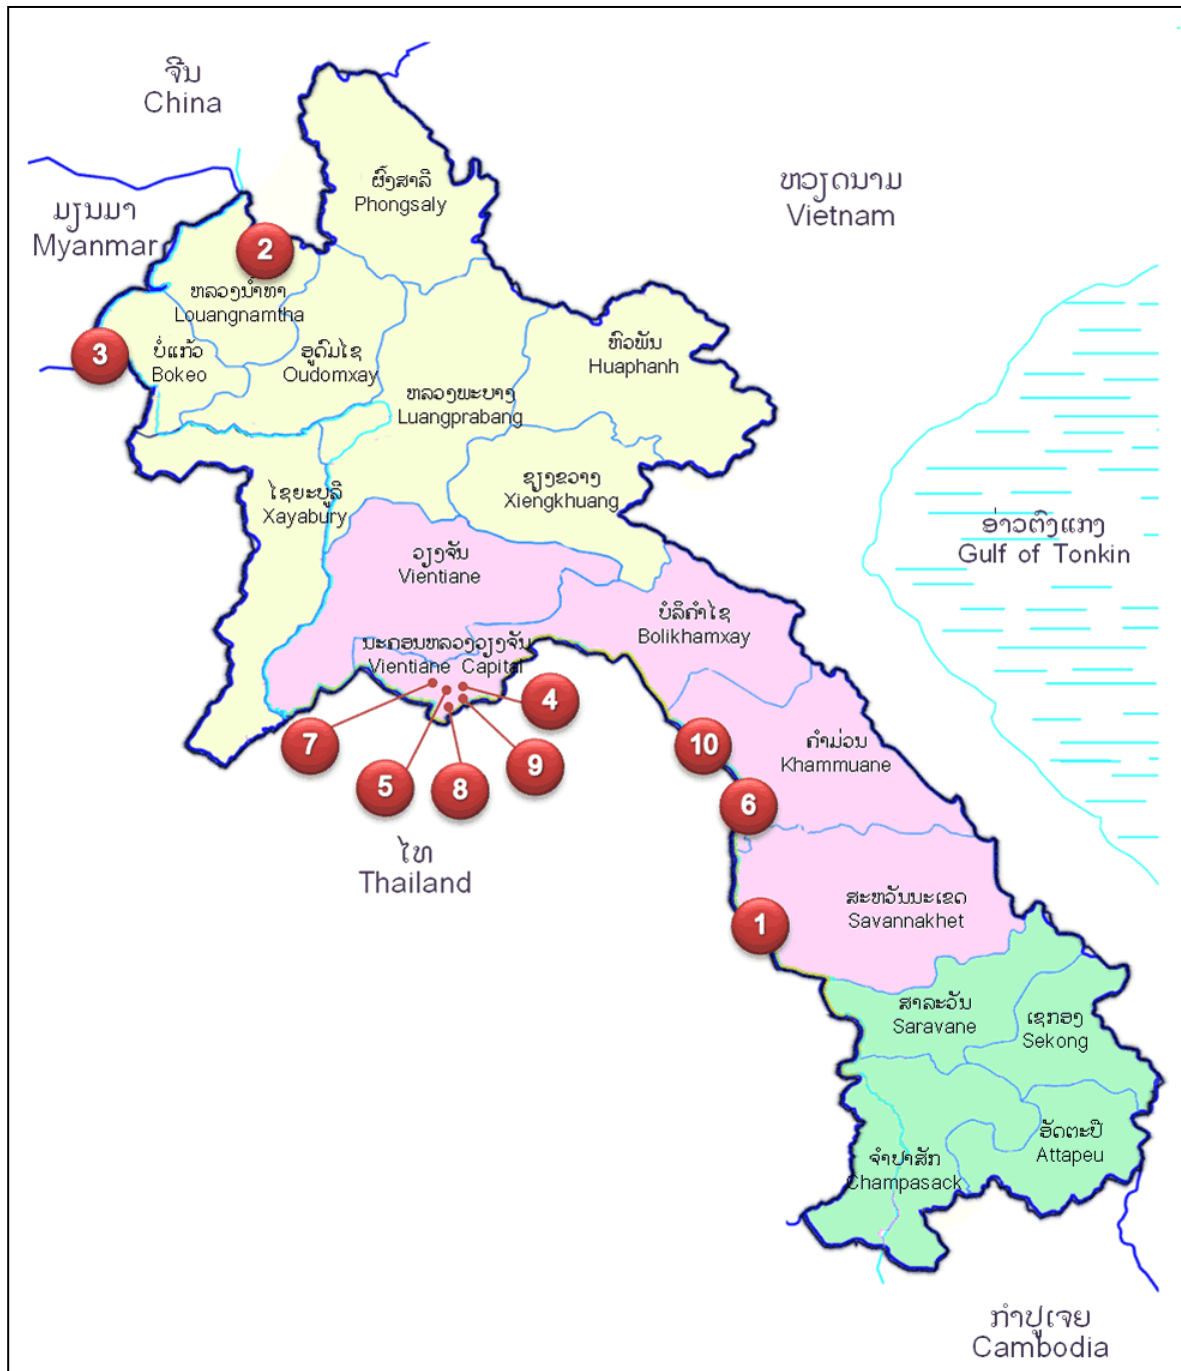 ຈີນ
China
ມຽນມາ
Myanmar
ຫວຽດນາມ
Vietnam
ຜົ້ງສາລີ
Phongsaly
2
ຫລວງນ້ຳທາ
Louangnamtha
3
ບໍ່ແກ້ວ
Bokeo
ອູດົມໄຊ
Oudomxay
ຫົວພັນ
Huaphanh
ຫລວງພະບາງ
Luangprabang
ໄຊຍະບູລີ
Xayabury
ຊຽງຂວາງ
Xiengkhuang
ອ່າວຕົງແກງ
Gulf of Tonkin
ວຽງຈັນ
Vientiane
ບໍລິຄຳໄຊ
Bolikhamxay
ນະຄອນຫລວງວຽງຈັນ
Vientiane Capital
4
7
5
8
9
10
6
ຄຳມ່ວນ
Khammuane
ໄທ
Thailand
ສະຫວັນນະເຂດ
Savannakhet
1
ສາລະວັນ
Saravane
ເຊກອງ
Sekong
ອັດຕະປື
Attapeu
ຈຳປາສັກ
Champasack
ກຳປູເຈຍ
Cambodia